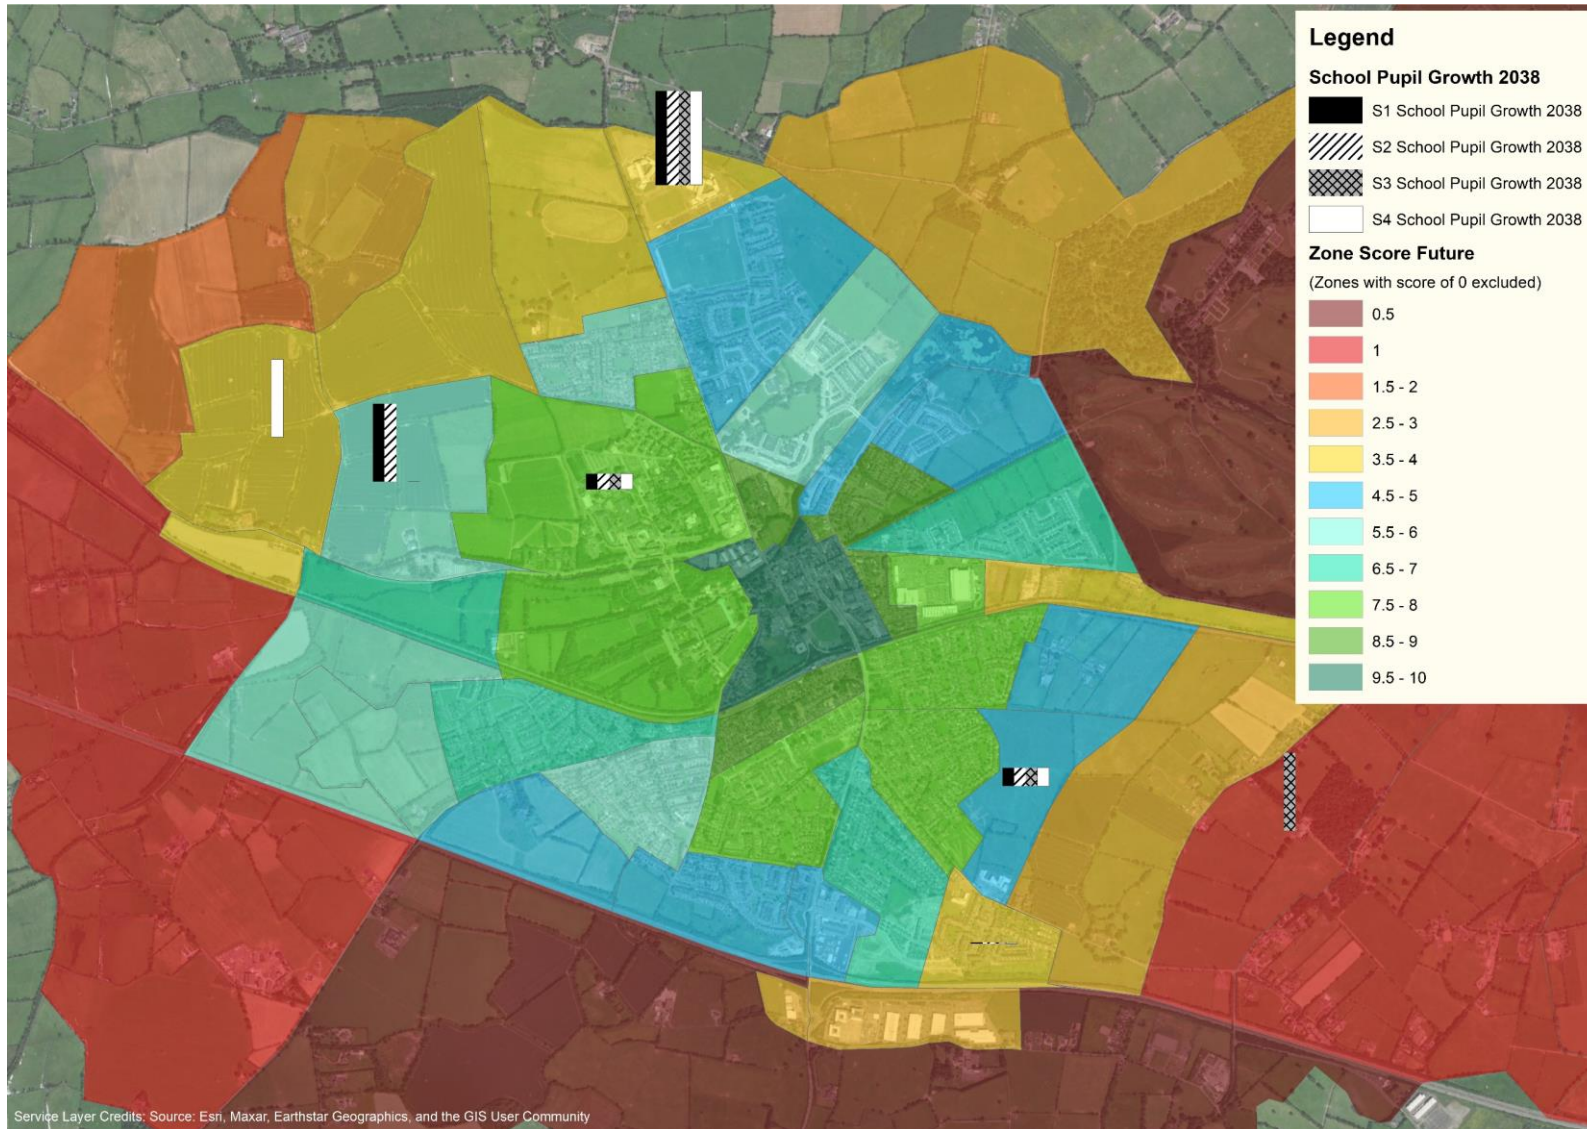 Legend
School Pupil Growth 2038
S1 School Pupil Growth 2038
S2 School Pupil Growth 2038
S3 School Pupil Growth 2038
S4 School Pupil Growth 2038
Zone Score Future
(Zones with score of 0 excluded)
0.5
1
1.5 - 2
2.5 - 3
3.5 - 4
4.5 - 5
5.5 - 6
6.5 - 7
7.5 - 8
8.5 - 9
9.5 - 10
Service Layer Credits: Source: Esri, Maxar, Earthstar Geographics, and the GIS User Community